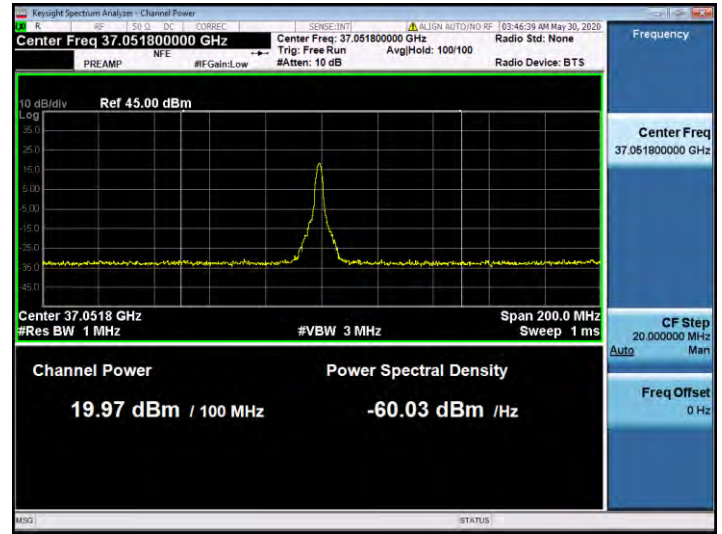 Keysight Spectrum Analyzer - Channel Power
R RF 50 Ω DC CORREC SENSE:INT ALIGN AUTO/NO RF 03:46:39 AM May 30, 2020
Center Freq 37.051800000 GHz Center Freq: 37.051800000 GHz Radio Std: None
NFE Trig: Free Run Avg|Hold: 100/100
PREAMP #IFGain:Low #Atten: 10 dB Radio Device: BTS
Frequency
10 dB/div Ref 45.00 dBm
Log
35.0
25.0
15.0
5.00
-5.00
-15.0
-25.0
-35.0
-45.0
Center 37.0518 GHz Span 200.0 MHz
#Res BW 1 MHz #VBW 3 MHz Sweep 1 ms
Channel Power Power Spectral Density
19.97 dBm / 100 MHz -60.03 dBm /Hz
Center Freq
37.051800000 GHz
CF Step
20.000000 MHz
Auto Man
Freq Offset
0 Hz
MSG STATUS